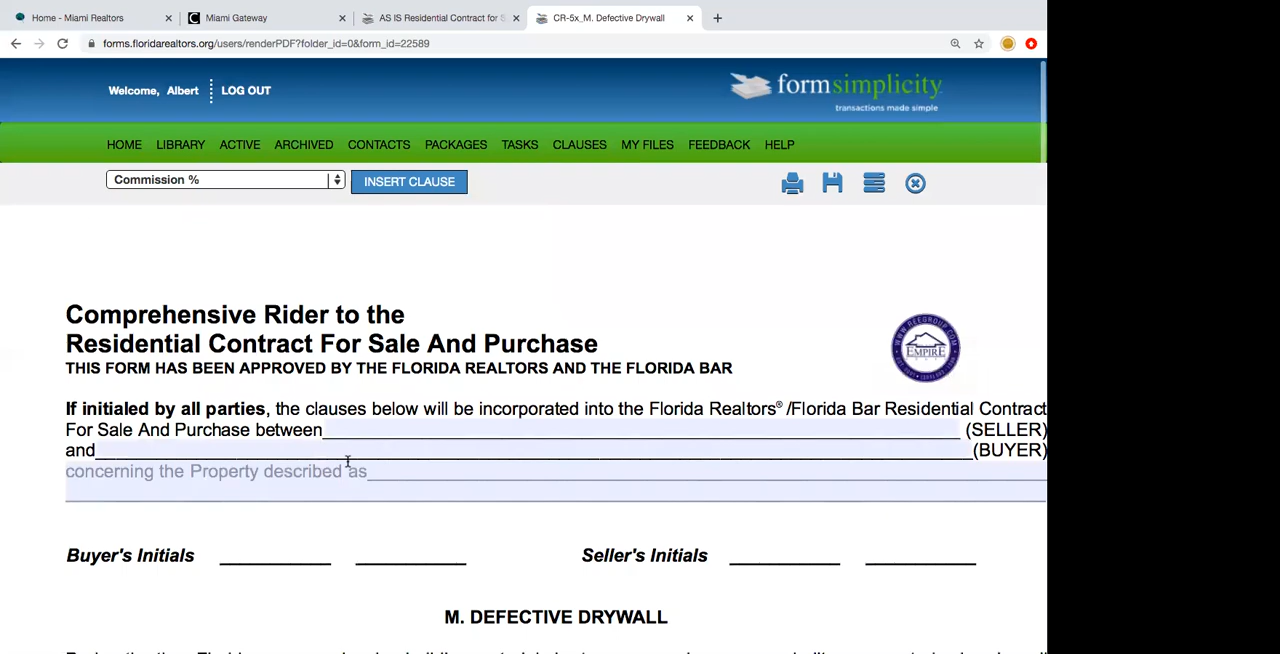 Home - Miami Realtors
Miami Gateway
AS IS Residential Contract for S
CR-5x_M. Defective Drywall
forms.floridarealtors.org/users/renderPDF?folder_id=0&form_id=22589
Welcome, Albert LOG OUT
formsimplicity
transactions made simple
HOME LIBRARY ACTIVE ARCHIVED CONTACTS PACKAGES TASKS CLAUSES MY FILES FEEDBACK HELP
Commission % INSERT CLAUSE
Comprehensive Rider to the
Residential Contract For Sale And Purchase
THIS FORM HAS BEEN APPROVED BY THE FLORIDA REALTORS AND THE FLORIDA BAR
EMPIRE
If initialed by all parties, the clauses below will be incorporated into the Florida Realtors® /Florida Bar Residential Contract
For Sale And Purchase between (SELLER)
and (BUYER)
concerning the Property described as
Buyer's Initials Seller's Initials
M. DEFECTIVE DRYWALL